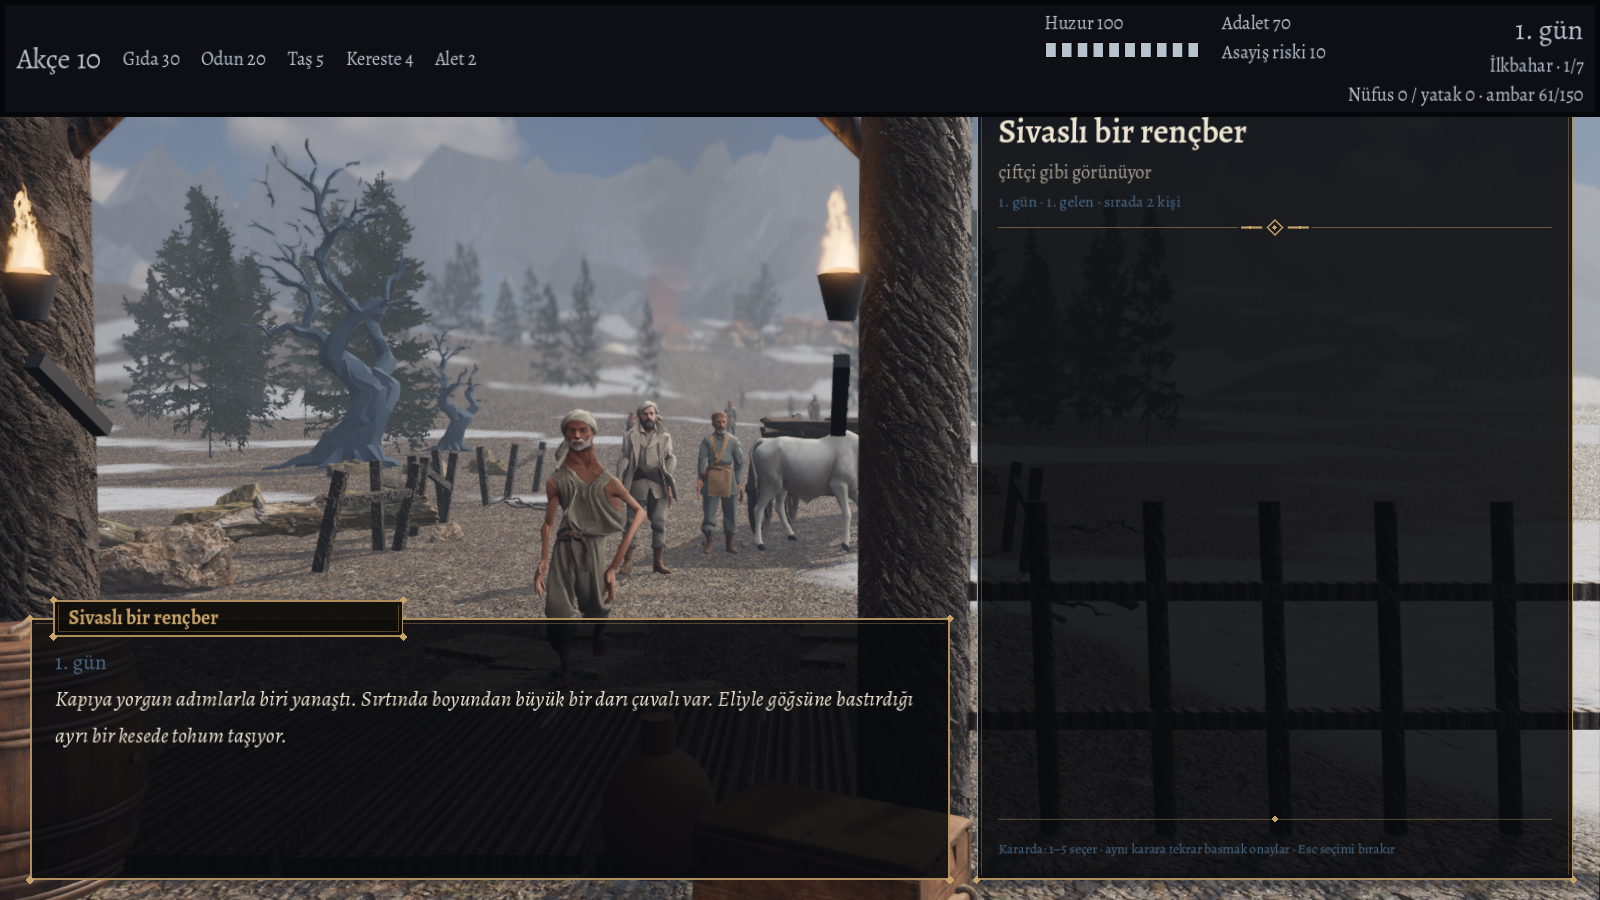 Akçe 10 Gıda 30 Odun 20 Taş 5 Kereste 4 Alet 2
Huzur 100
Adalet 70
Asayiş riski 10
1. gün
İlkbahar · 1/7
Nüfus 0 / yatak 0 · ambar 61/150
Sivaslı bir rençber
çiftçi gibi görünüyor
1. gün · 1. gelen · sırada 2 kişi
Sivaslı bir rençber
1. gün
Kapıya yorgun adımlarla biri yanaştı. Sırtında boyundan büyük bir darı çuvalı var. Eliyle göğsüne bastırdığı
ayrı bir kesede tohum taşıyor.
Kararda: 1–5 seçer · aynı karara tekrar basmak onaylar · Esc seçimi bırakır